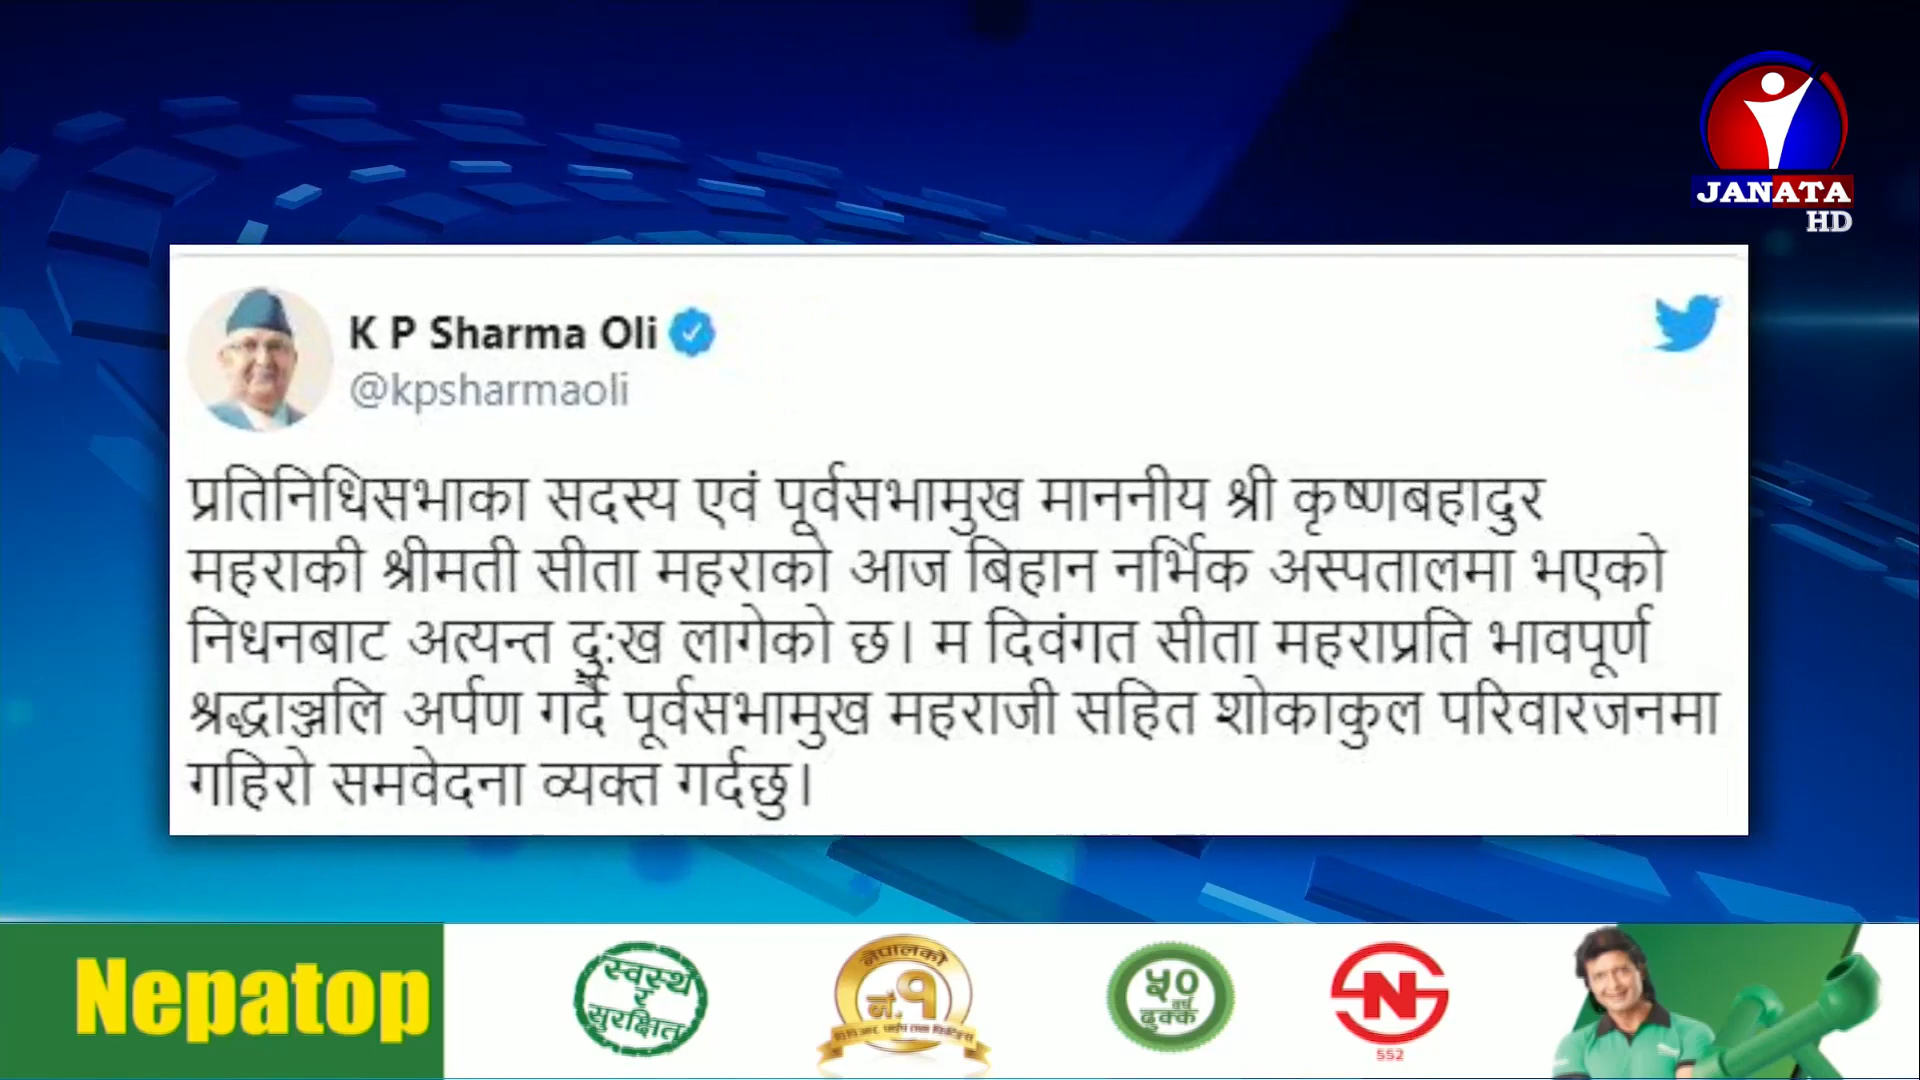 JANATA
HD
K P Sharma Oli
@kpsharmaoli
प्रतिनिधिसभाका सदस्य एवं पूर्वसभामुख माननीय श्री कृष्णबहादुर
महराकी श्रीमती सीता महराको आज बिहान नर्भिक अस्पतालमा भएको
निधनबाट अत्यन्त दु:ख लागेको छ। म दिवंगत सीता महराप्रति भावपूर्ण
श्रद्धाञ्जलि अर्पण गर्दै पूर्वसभामुख महराजी सहित शोकाकुल परिवारजनमा
गहिरो समवेदना व्यक्त गर्दछु।
Nepatop
स्वस्थ
र
सुरक्षित
नेपालको
नं.१
५०
वर्ष
ढुक्क
N
552